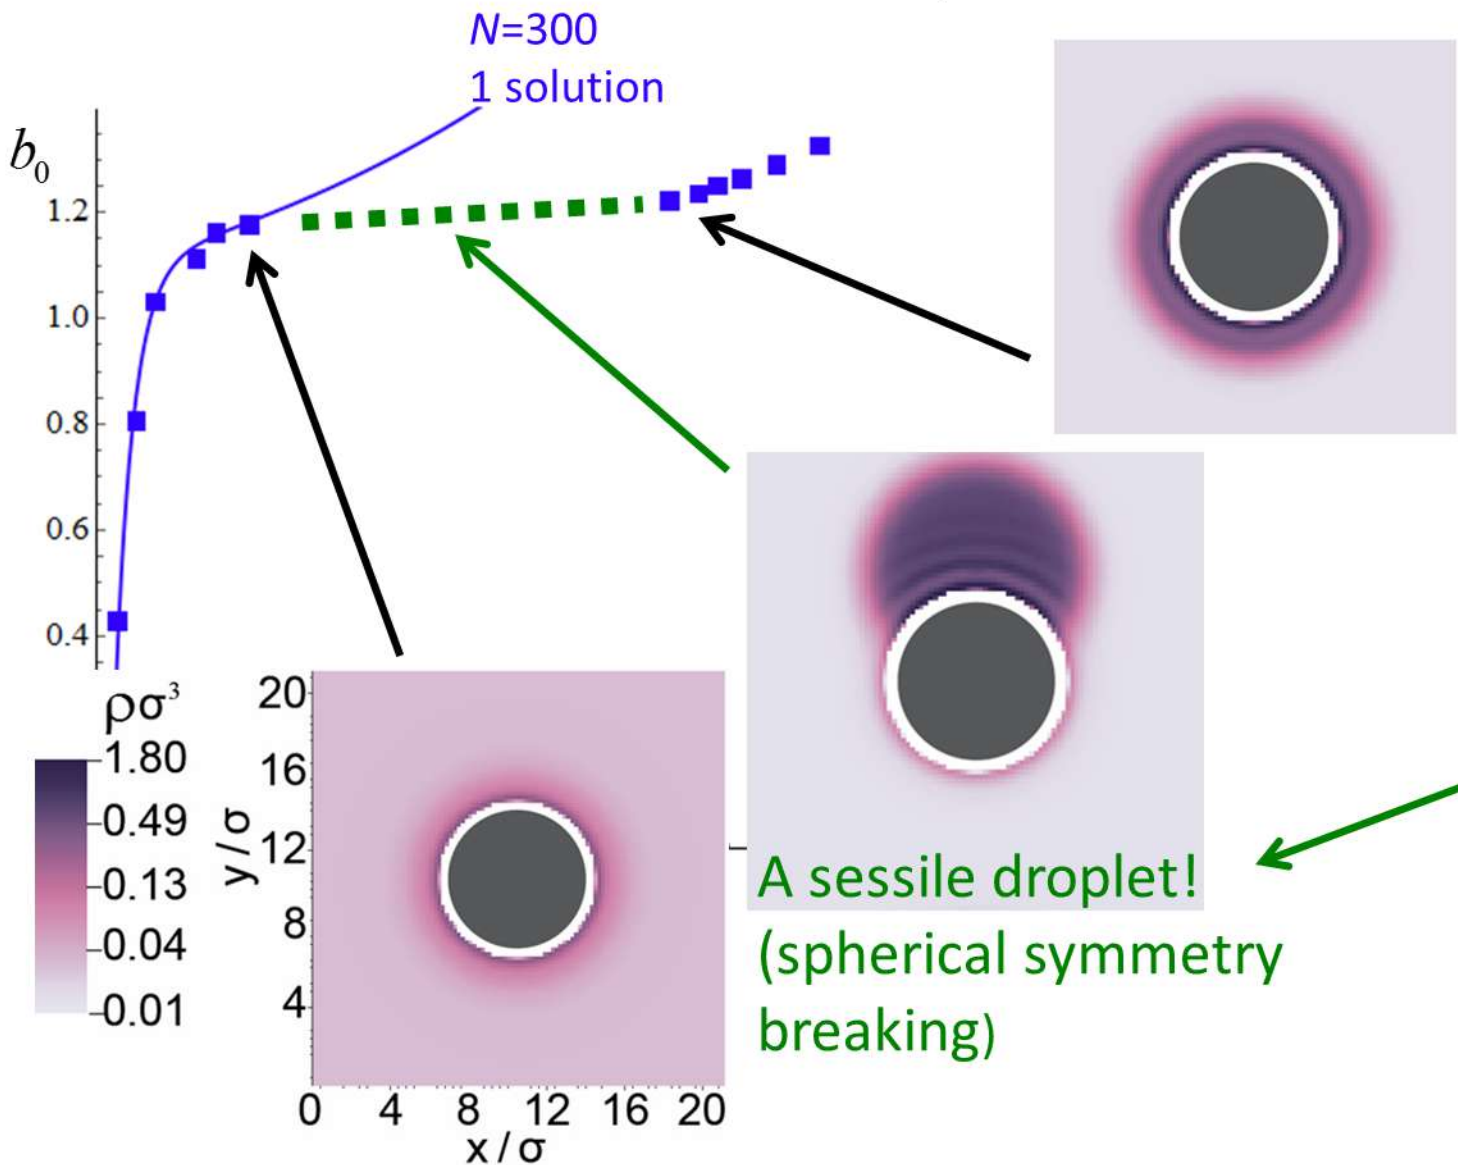 N=300
1 solution
b₀
1.2
1.0
0.8
0.6
0.4
ρσ³
1.80
0.49
0.13
0.04
0.01
y/σ
20
16
12
8
4
0 4 8 12 16 20
x/σ
A sessile droplet!
(spherical symmetry
breaking)